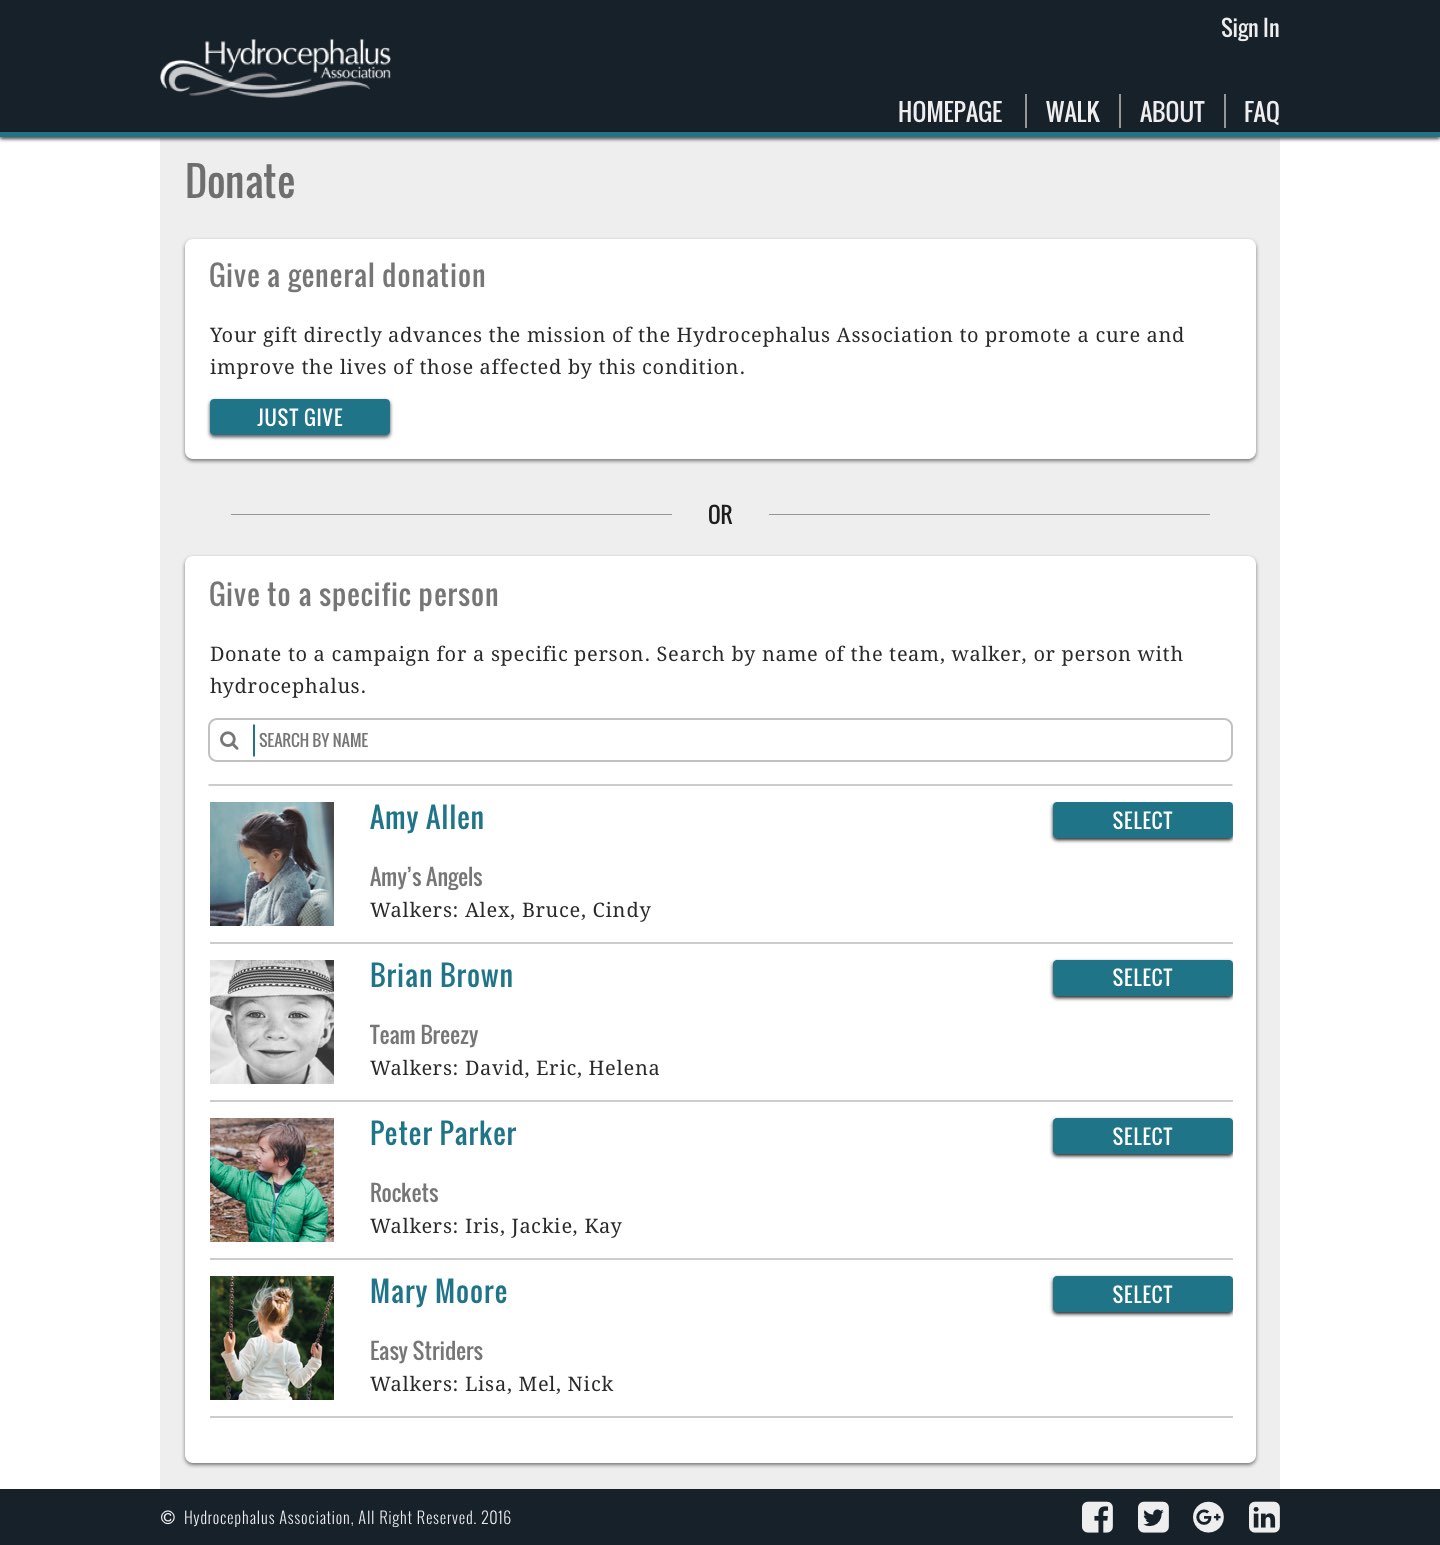 Sign In
Hydrocephalus
Association
HOMEPAGE
WALK
ABOUT
FAQ
Donate
Give a general donation
Your gift directly advances the mission of the Hydrocephalus Association to promote a cure and
improve the lives of those affected by this condition.
JUST GIVE
OR
Give to a specific person
Donate to a campaign for a specific person. Search by name of the team, walker, or person with
hydrocephalus.
SEARCH BY NAME
Amy Allen
SELECT
Amy’s Angels
Walkers: Alex, Bruce, Cindy
Brian Brown
SELECT
Team Breezy
Walkers: David, Eric, Helena
Peter Parker
SELECT
Rockets
Walkers: Iris, Jackie, Kay
Mary Moore
SELECT
Easy Striders
Walkers: Lisa, Mel, Nick
© Hydrocephalus Association, All Right Reserved. 2016